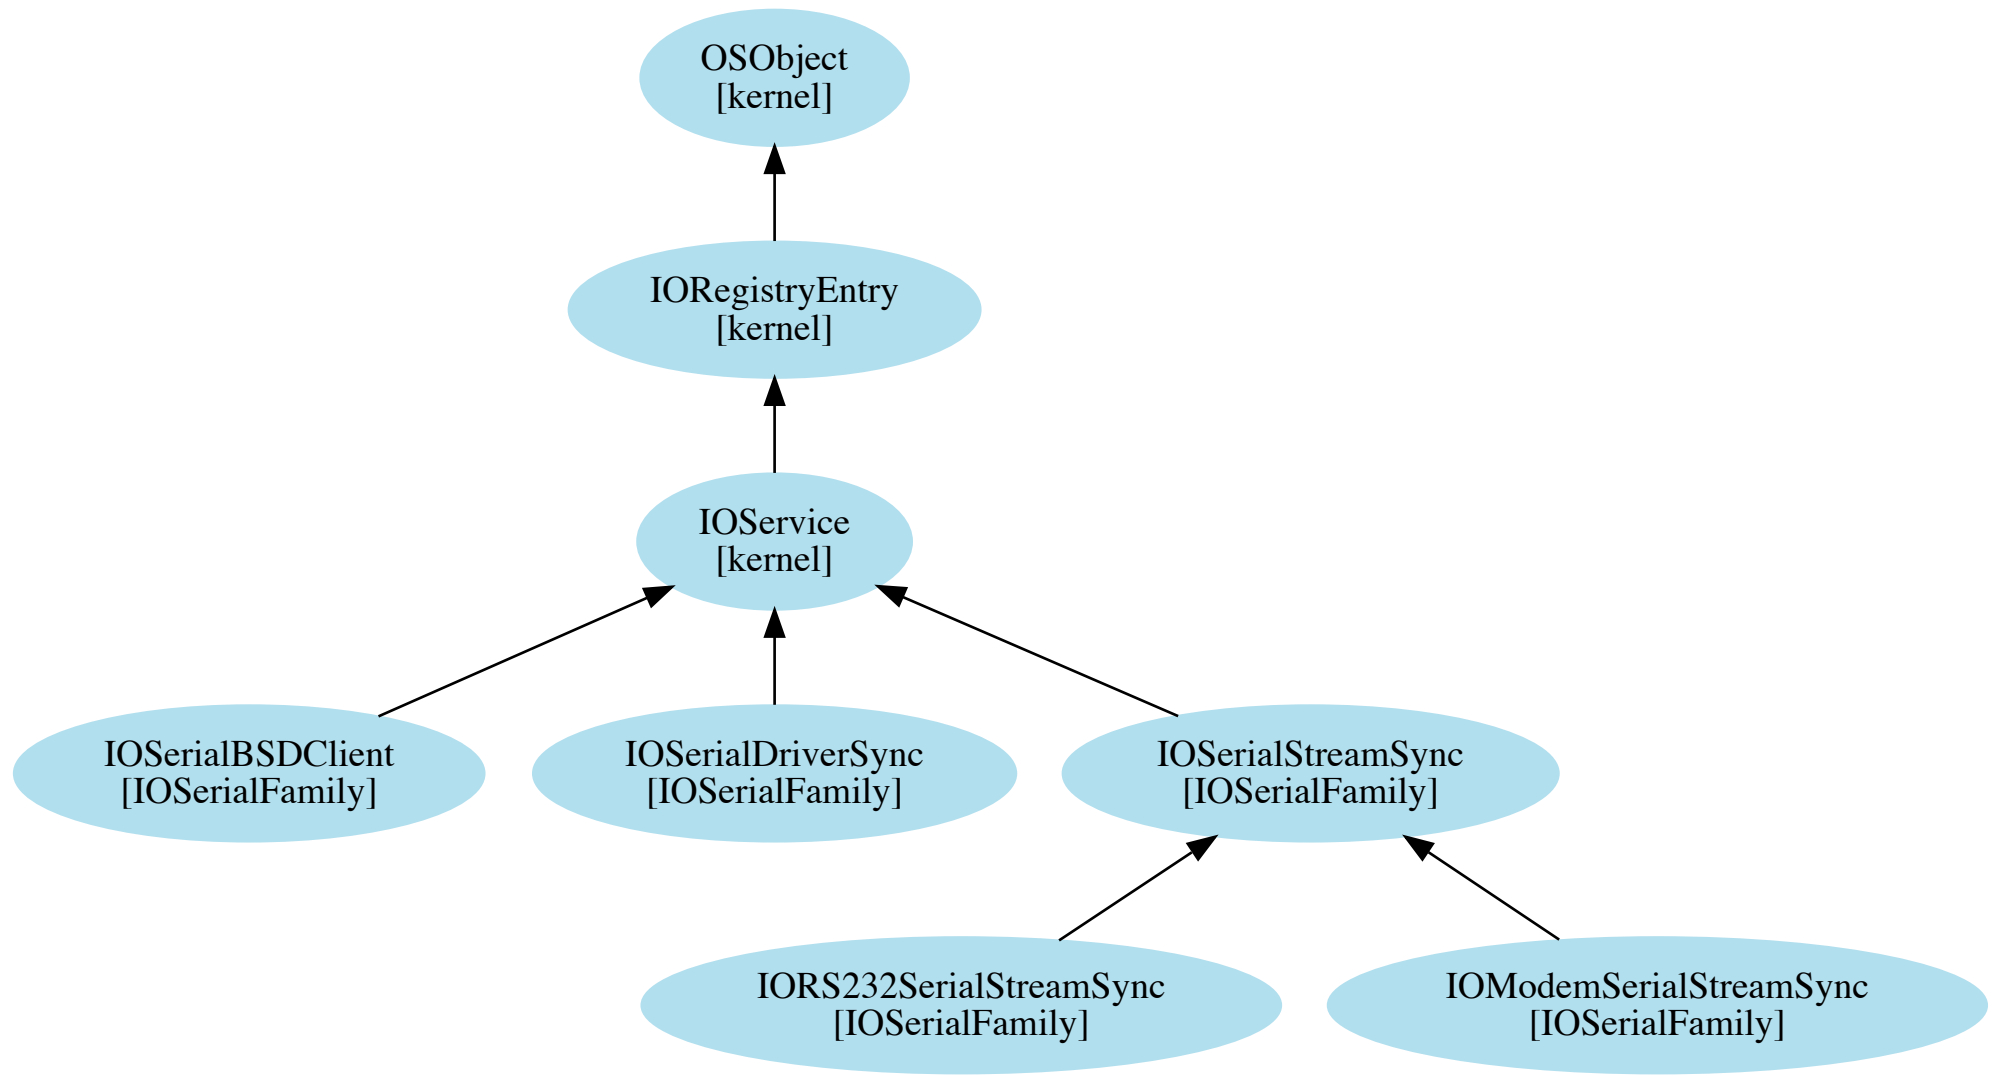 OSObject
[kernel]
IORegistryEntry
[kernel]
IOService
[kernel]
IOSerialBSDClient
[IOSerialFamily]
IOSerialDriverSync
[IOSerialFamily]
IOSerialStreamSync
[IOSerialFamily]
IORS232SerialStreamSync
[IOSerialFamily]
IOModemSerialStreamSync
[IOSerialFamily]